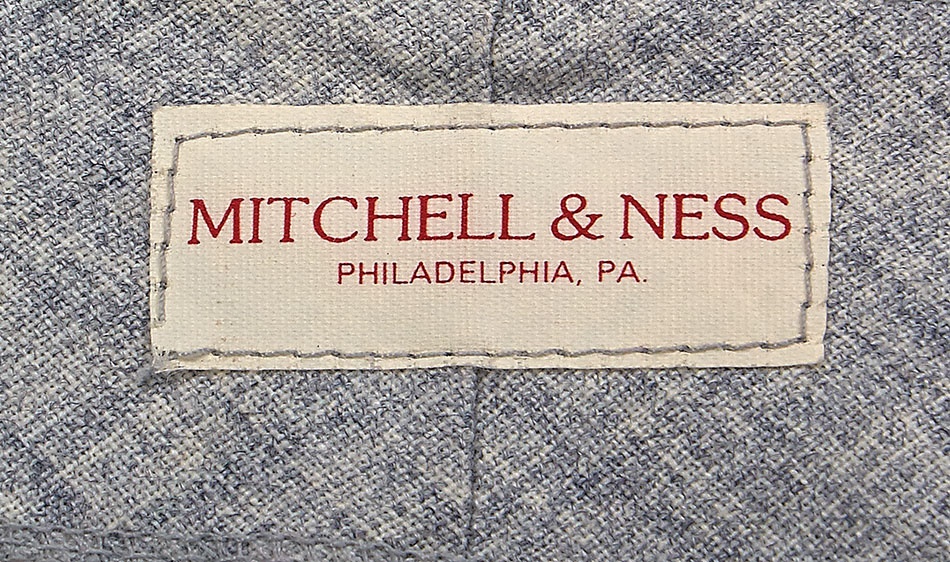 MITCHELL & NESS
PHILADELPHIA, PA.